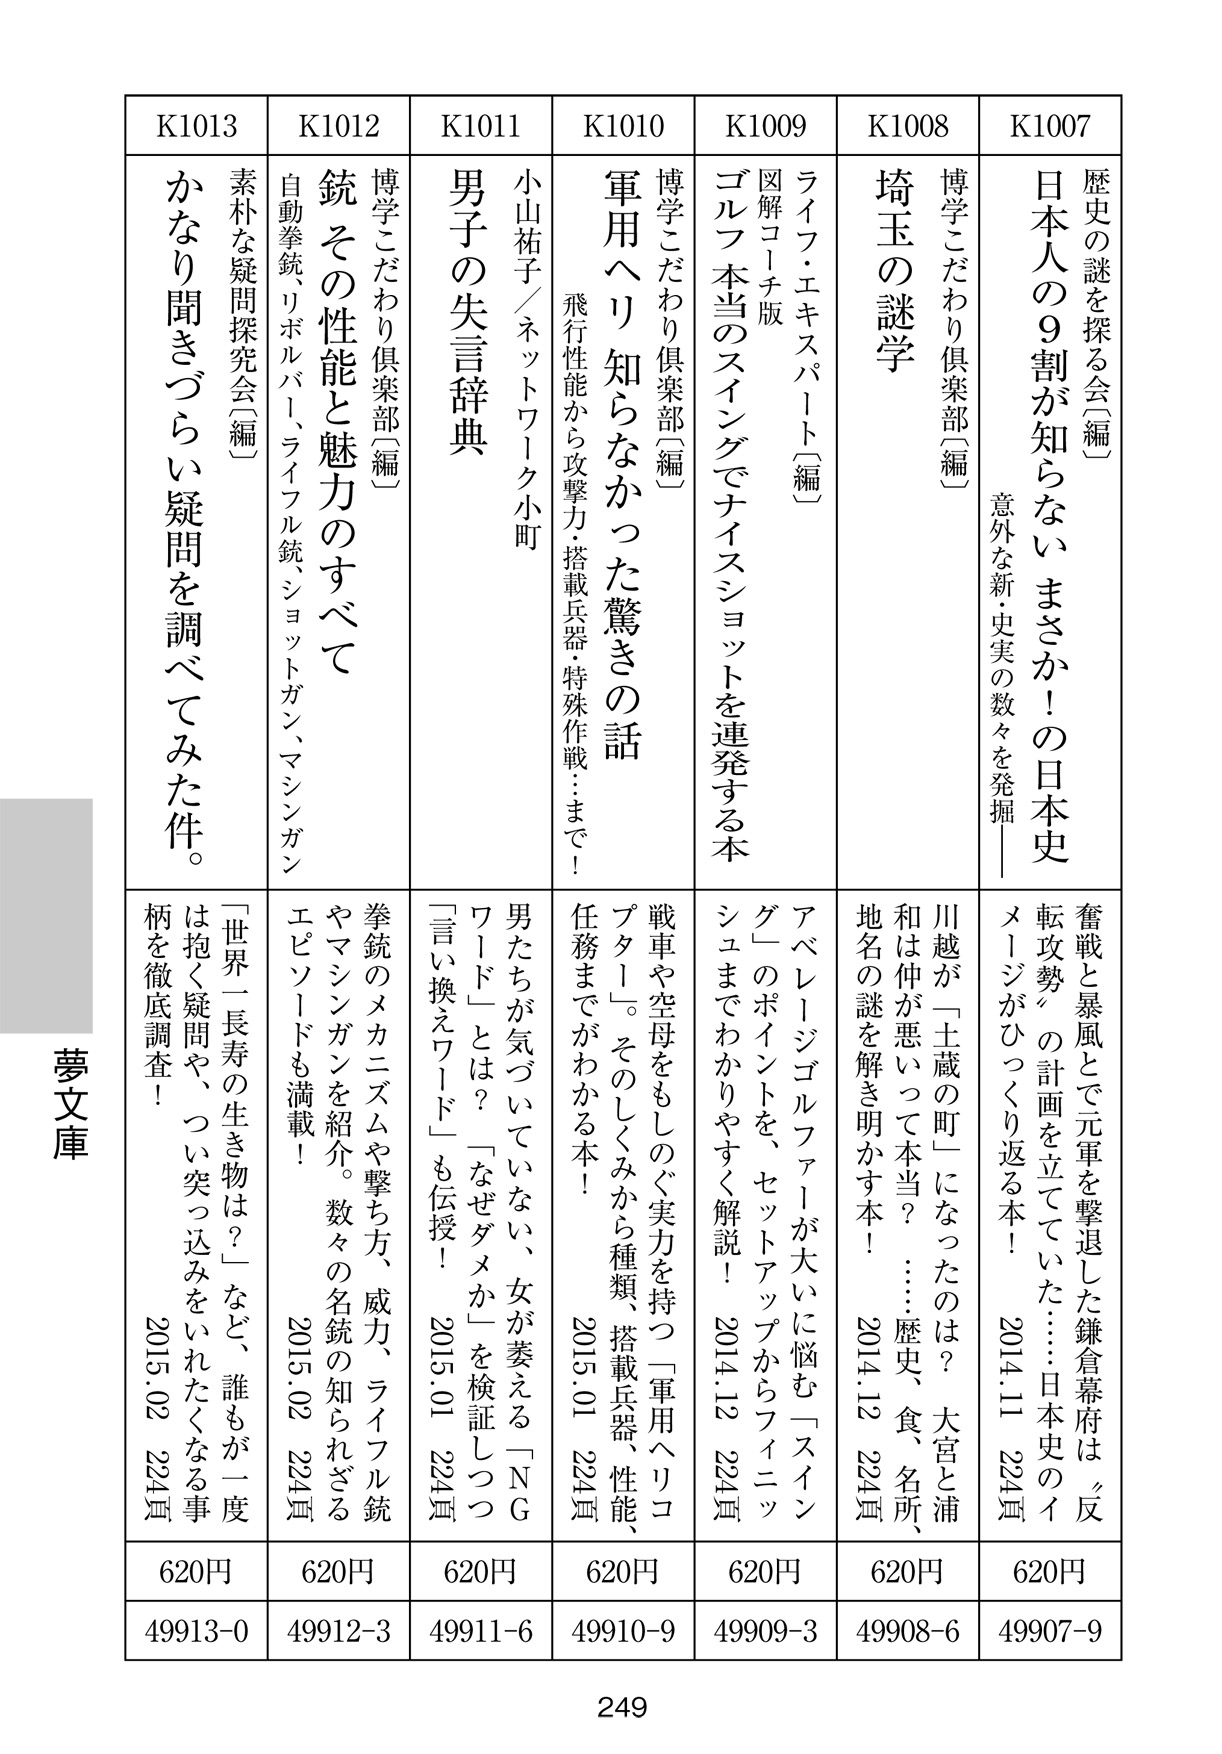 K1007
歴史の謎を探る会〔編〕
日本人の9割が知らない まさか！の日本史
意外な新・史実の数々を発掘――
奮戦と暴風とで元軍を撃退した鎌倉幕府は〝反
転攻勢〟の計画を立てていた……日本史のイ
メージがひっくり返る本！ 2014.11 224頁
620円
49907-9
K1008
博学こだわり倶楽部〔編〕
埼玉の謎学
川越が「土蔵の町」になったのは？ 大宮と浦
和は仲が悪いって本当？ ……歴史、食、名所、
地名の謎を解き明かす本！ 2014.12 224頁
620円
49908-6
K1009
ライフ・エキスパート〔編〕
図解コーチ版
ゴルフ 本当のスイングでナイスショットを連発する本
アベレージゴルファーが大いに悩む「スイン
グ」のポイントを、セットアップからフィニッ
シュまでわかりやすく解説！ 2014.12 224頁
620円
49909-3
K1010
博学こだわり倶楽部〔編〕
軍用ヘリ 知らなかった驚きの話
飛行性能から攻撃力・搭載兵器・特殊作戦…まで！
戦車や空母をもしのぐ実力を持つ「軍用ヘリコ
プター」。そのしくみから種類、搭載兵器、性能、
任務までがわかる本！ 2015.01 224頁
620円
49910-9
K1011
小山祐子／ネットワーク小町
男子の失言辞典
男たちが気づいていない、女が萎える「NG
ワード」とは？ 「なぜダメか」を検証しつつ
「言い換えワード」も伝授！ 2015.01 224頁
620円
49911-6
K1012
博学こだわり倶楽部〔編〕
銃 その性能と魅力のすべて
自動拳銃、リボルバー、ライフル銃、ショットガン、マシンガン
拳銃のメカニズムや撃ち方、威力、ライフル銃
やマシンガンを紹介。数々の名銃の知られざる
エピソードも満載！ 2015.02 224頁
620円
49912-3
K1013
素朴な疑問探究会〔編〕
かなり聞きづらい疑問を調べてみた件。
「世界一長寿の生き物は？」など、誰もが一度
は抱く疑問や、つい突っ込みをいれたくなる事
柄を徹底調査！ 2015.02 224頁
620円
49913-0
夢文庫
249